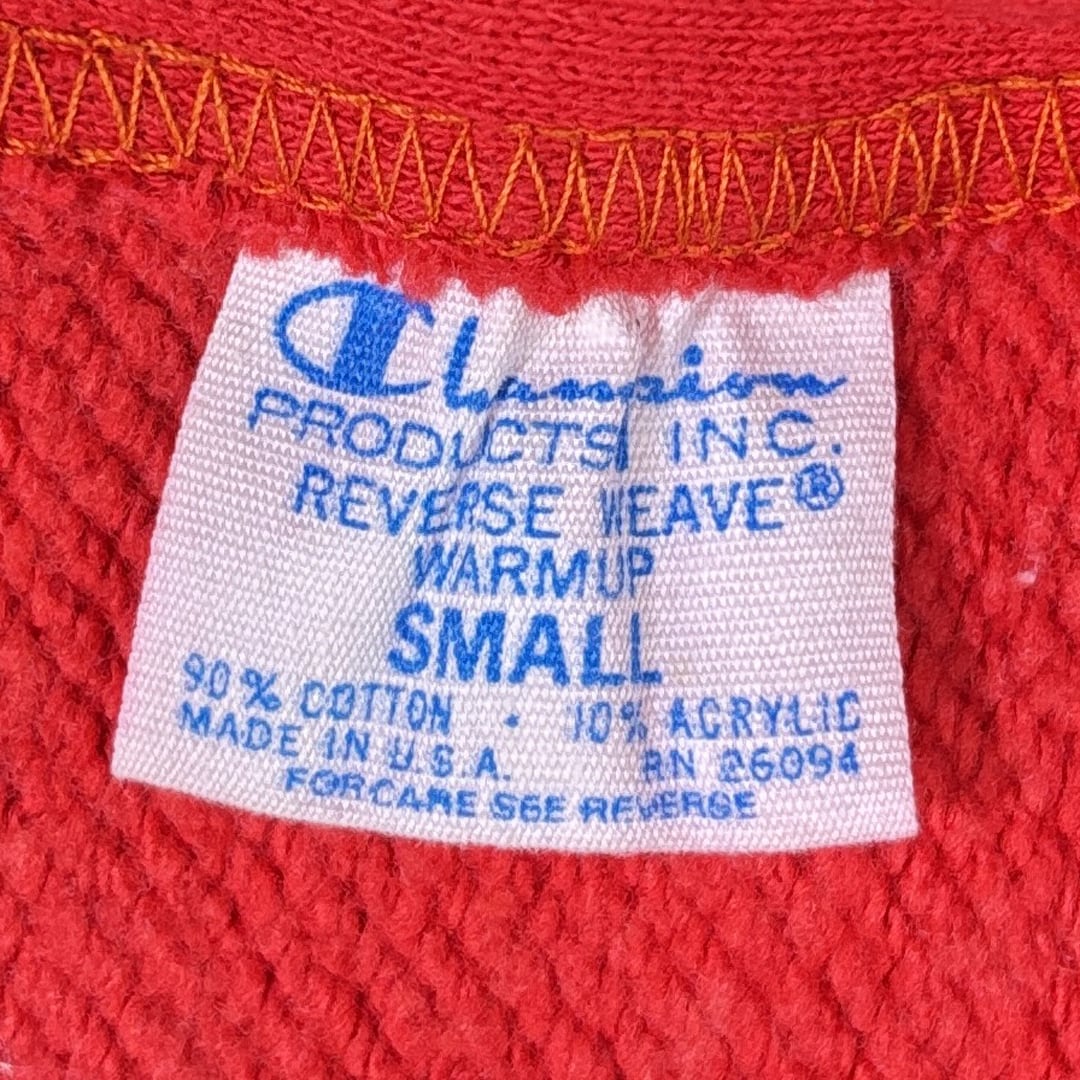 Champion
PRODUCTS, INC.
REVERSE WEAVE®
WARMUP
SMALL
90% COTTON · 10% ACRYLIC
MADE IN U.S.A. RN 26094
FOR CARE SEE REVERSE